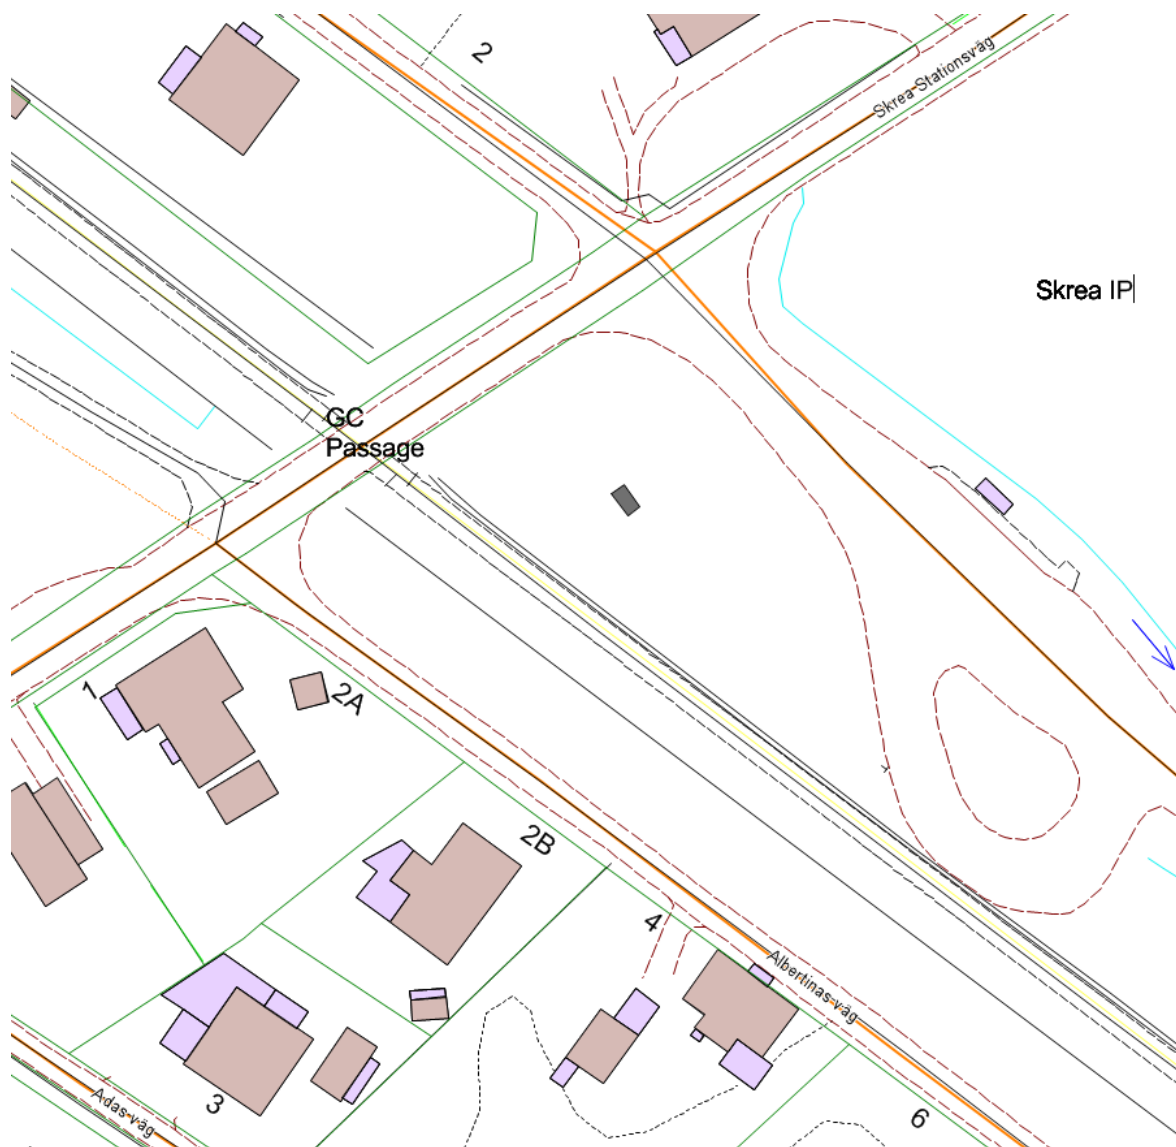 2
Skrea Stationsväg
Skrea IP
GC
Passage
1
2A
2B
4
Albertinas väg
3
Adas väg
6